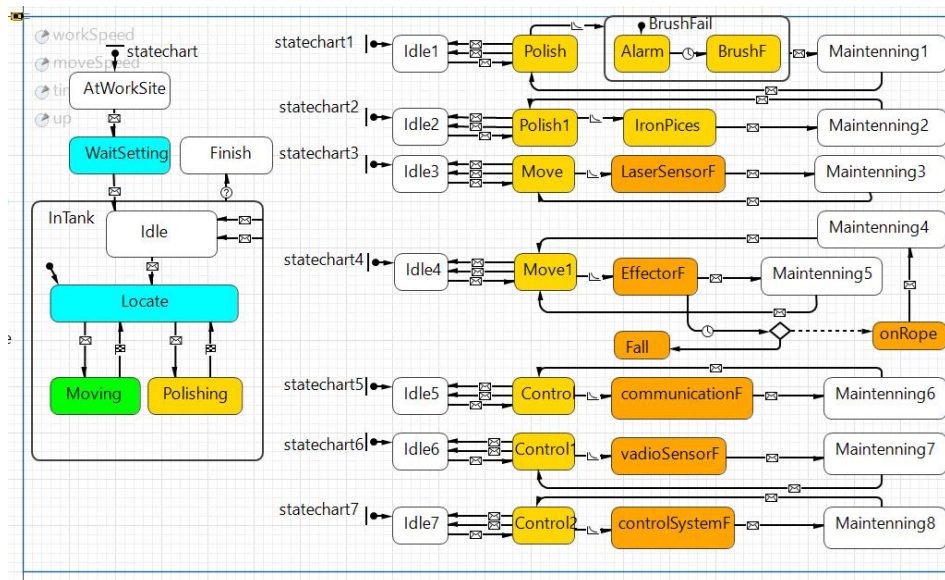 workSpeed
statechart
moveSpeed
AtWorkSite
up
WaitSetting
Finish
InTank
Idle
Locate
Moving
Polishing
statechart1
Idle1
Polish
BrushFail
Alarm
BrushF
Maintenning1
statechart2
Idle2
Polish1
IronPices
Maintenning2
statechart3
Idle3
Move
LaserSensorF
Maintenning3
Maintenning4
statechart4
Idle4
Move1
EffectorF
Maintenning5
Fall
onRope
statechart5
Idle5
Control
communicationF
Maintenning6
statechart6
Idle6
Control1
vadioSensorF
Maintenning7
statechart7
Idle7
Control2
controlSystemF
Maintenning8